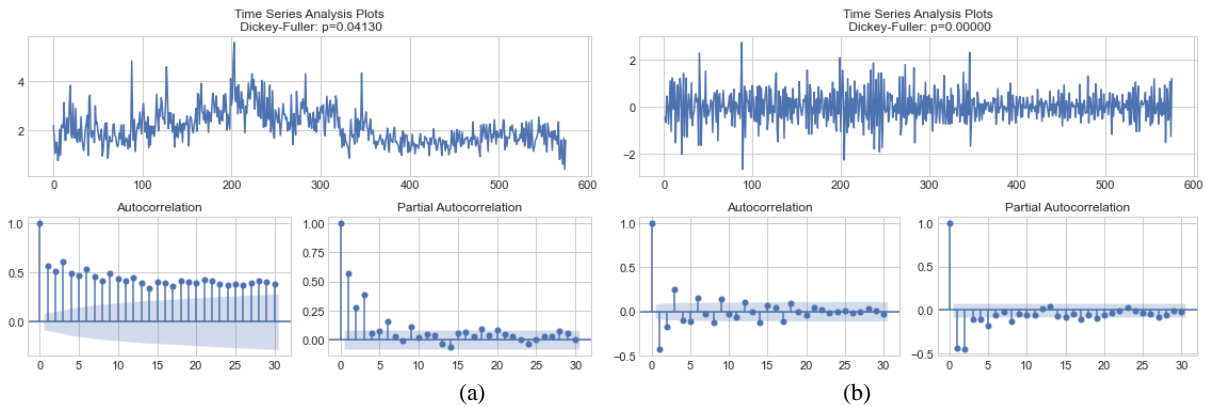 Time Series Analysis Plots
Dickey-Fuller: p=0.04130
4
2
0 100 200 300 400 500 600
Autocorrelation
1.0
0.5
0.0
0 5 10 15 20 25 30
Partial Autocorrelation
1.00
0.75
0.50
0.25
0.00
0 5 10 15 20 25 30
(a)
Time Series Analysis Plots
Dickey-Fuller: p=0.00000
2
0
−2
0 100 200 300 400 500 600
Autocorrelation
1.0
0.5
0.0
−0.5
0 5 10 15 20 25 30
Partial Autocorrelation
1.0
0.5
0.0
−0.5
0 5 10 15 20 25 30
(b)